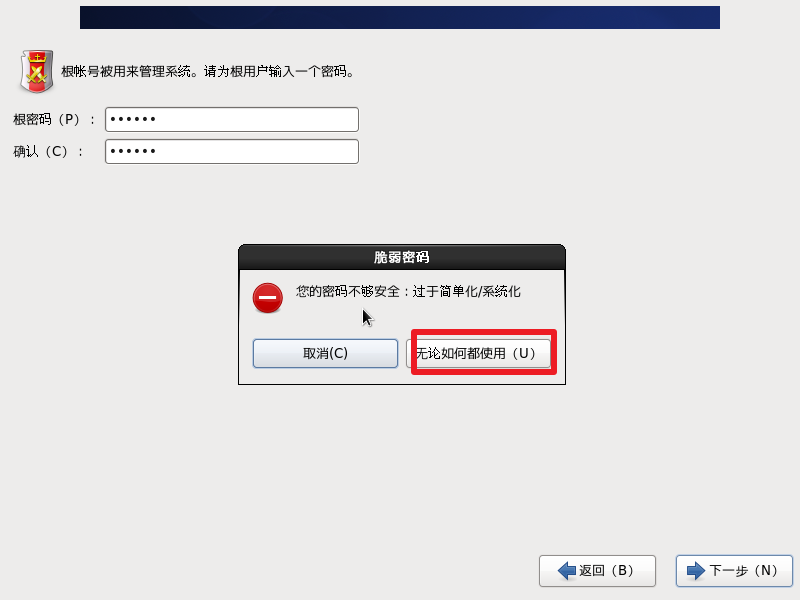 根帐号被用来管理系统。请为根用户输入一个密码。
根密码（P）：
••••••
确认（C）：
••••••
脆弱密码
您的密码不够安全：过于简单化/系统化
取消(C)
无论如何都使用（U）
返回（B）
下一步（N）